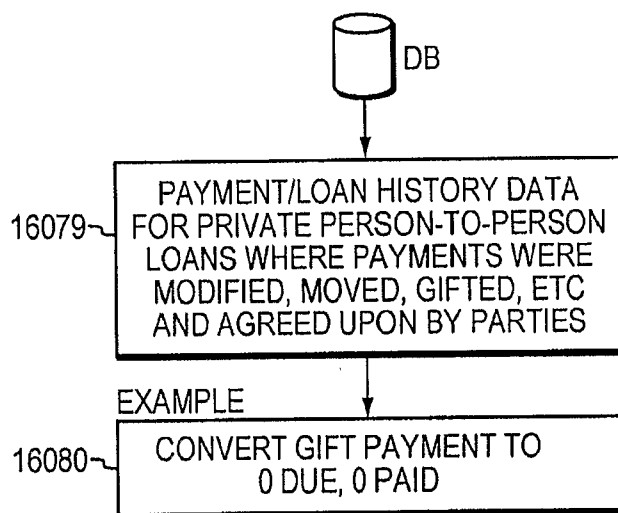 DB
16079
PAYMENT/LOAN HISTORY DATA
FOR PRIVATE PERSON-TO-PERSON
LOANS WHERE PAYMENTS WERE
MODIFIED, MOVED, GIFTED, ETC
AND AGREED UPON BY PARTIES
EXAMPLE
16080
CONVERT GIFT PAYMENT TO
0 DUE, 0 PAID